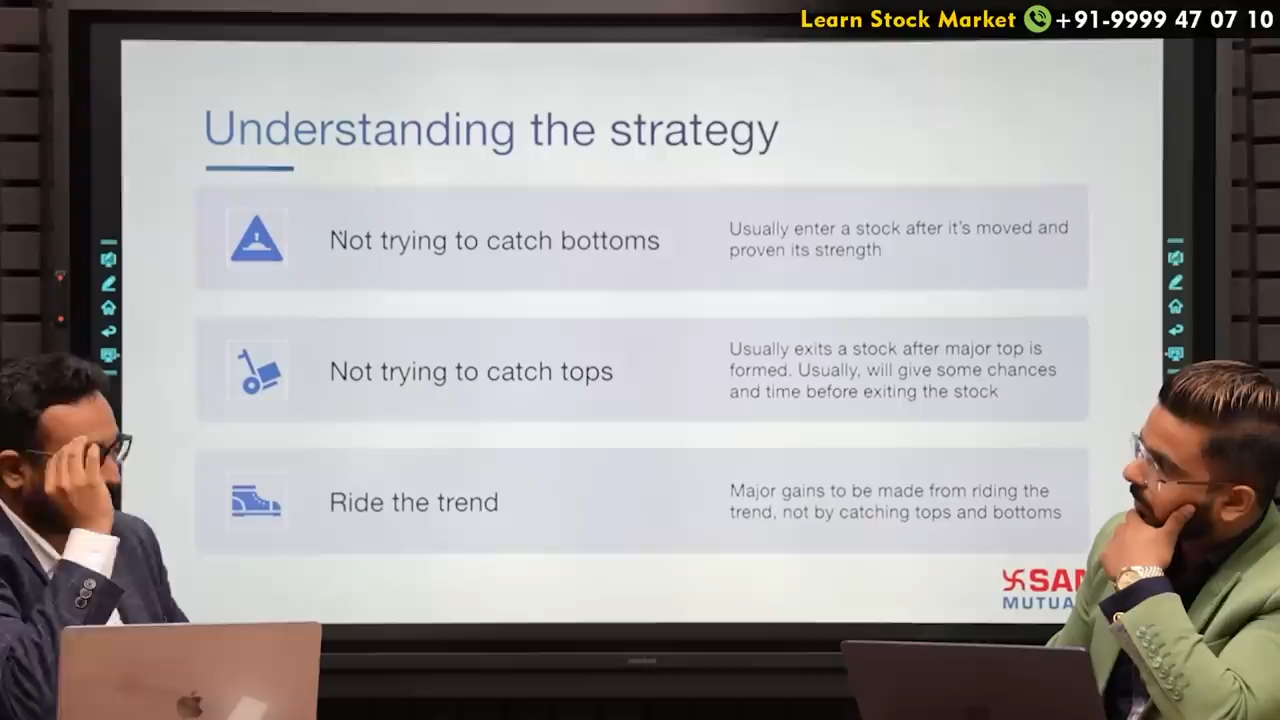 Learn Stock Market +91-9999 47 07 10
Understanding the strategy
Not trying to catch bottoms
Usually enter a stock after it's moved and
proven its strength
Not trying to catch tops
Usually exits a stock after major top is
formed. Usually, will give some chances
and time before exiting the stock
Ride the trend
Major gains to be made from riding the
trend, not by catching tops and bottoms